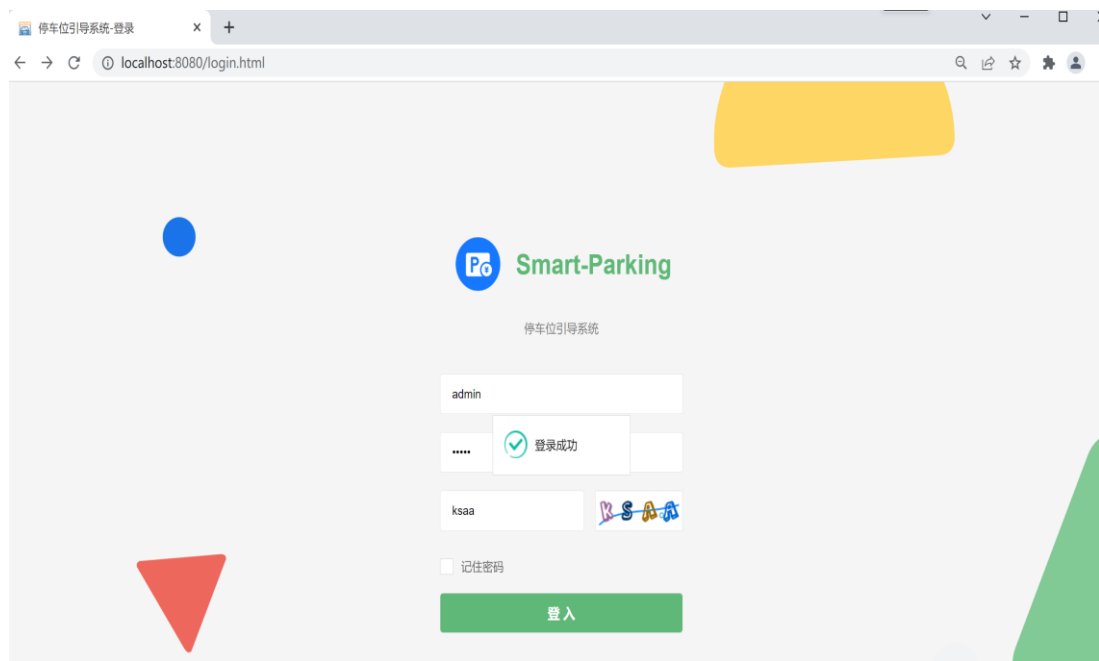 停车位引导系统-登录
localhost:8080/login.html
Smart-Parking
停车位引导系统
admin
•••••
登录成功
ksaa
K S A A
记住密码
登入